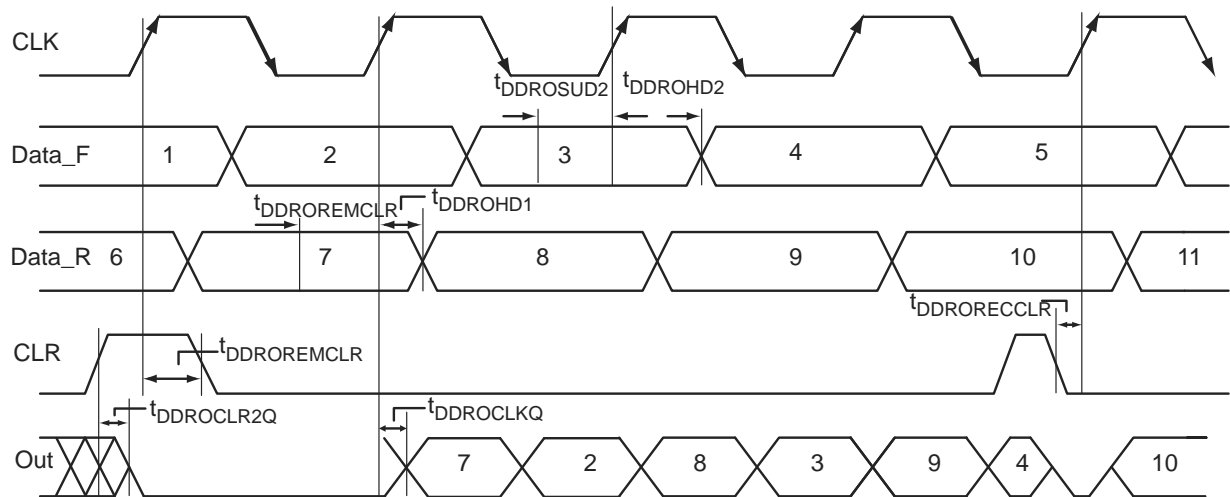 CLK
tDDROSUD2 tDDROHD2
Data_F 1 2 3 4 5
tDDROREMCLR tDDROHD1
Data_R 6 7 8 9 10 11
tDDRORECCLR
CLR tDDROREMCLR
tDDROCLR2Q tDDROCLKQ
Out 7 2 8 3 9 4 10